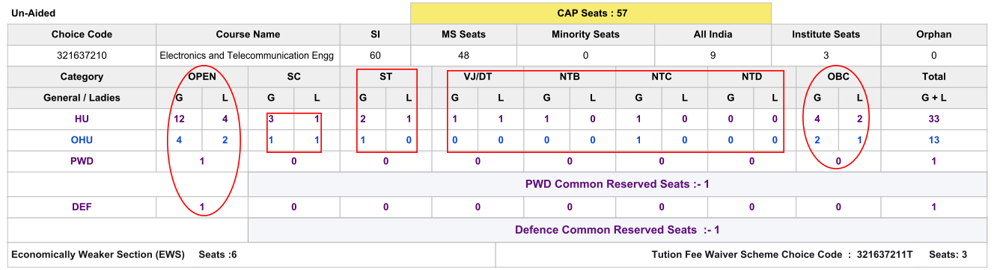 Un-Aided CAP Seats : 57
Choice Code Course Name SI MS Seats Minority Seats All India Institute Seats Orphan
321637210 Electronics and Telecommunication Engg 60 48 0 9 3 0
Category OPEN SC ST VJ/DT NTB NTC NTD OBC Total
General / Ladies G L G L G L G L G L G L G L G L G + L
HU 12 4 3 1 2 1 1 1 1 0 1 0 0 0 4 2 33
OHU 4 2 1 1 1 0 0 0 0 0 1 0 0 0 2 1 13
PWD 1 0 0 0 0 0 0 0 1
PWD Common Reserved Seats :- 1
DEF 1 0 0 0 0 0 0 0 1
Defence Common Reserved Seats :- 1
Economically Weaker Section (EWS) Seats :6 Tution Fee Waiver Scheme Choice Code : 321637211T Seats: 3